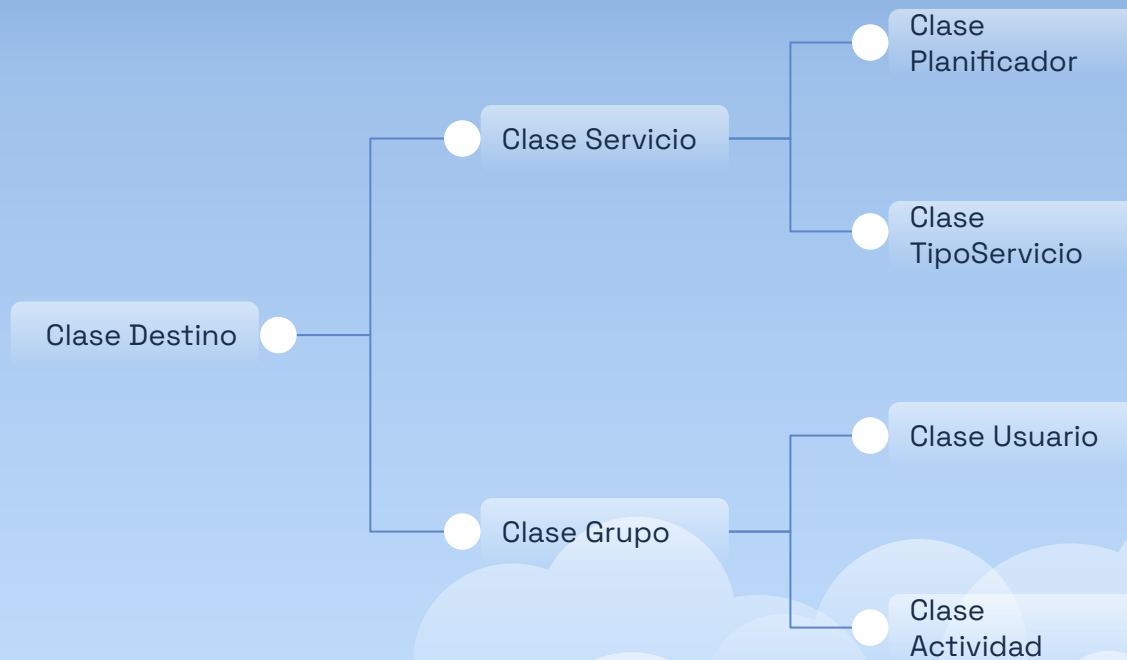 Clase
Planificador
Clase Servicio
Clase
TipoServicio
Clase Destino
Clase Usuario
Clase Grupo
Clase
Actividad